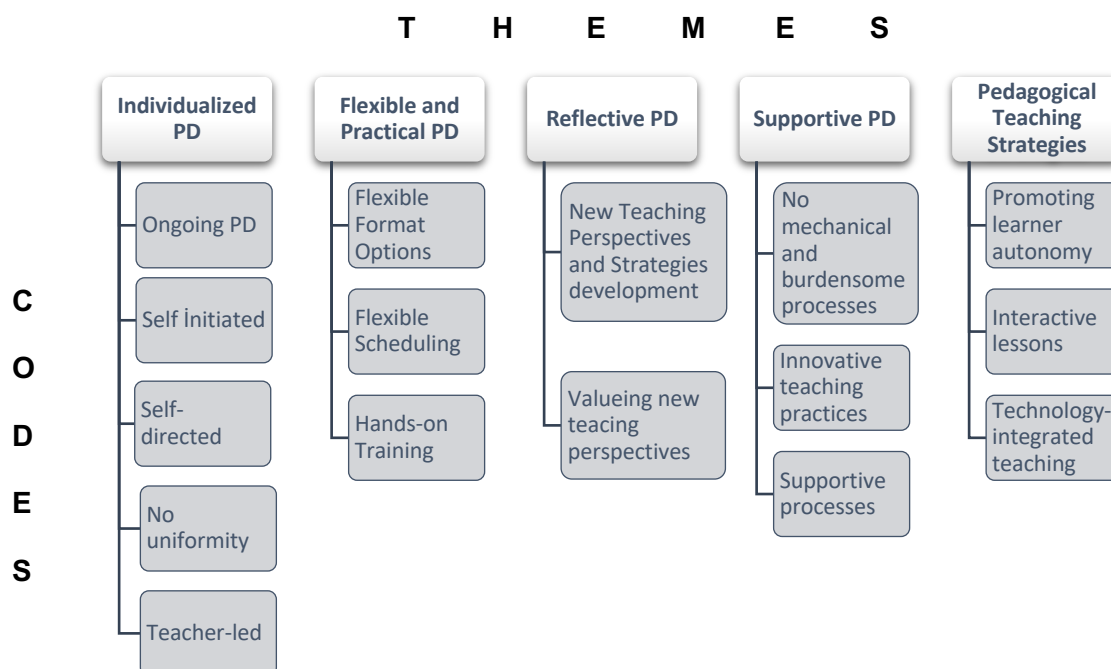 T H E M E S
C
O
D
E
S
Individualized
PD
Ongoing PD
Self İnitiated
Self-
directed
No
uniformity
Teacher-led
Flexible and
Practical PD
Flexible
Format
Options
Flexible
Scheduling
Hands-on
Training
Reflective PD
New Teaching
Perspectives
and Strategies
development
Valueing new
teacing
perspectives
Supportive PD
No
mechanical
and
burdensome
processes
Innovative
teaching
practices
Supportive
processes
Pedagogical
Teaching
Strategies
Promoting
learner
autonomy
Interactive
lessons
Technology-
integrated
teaching